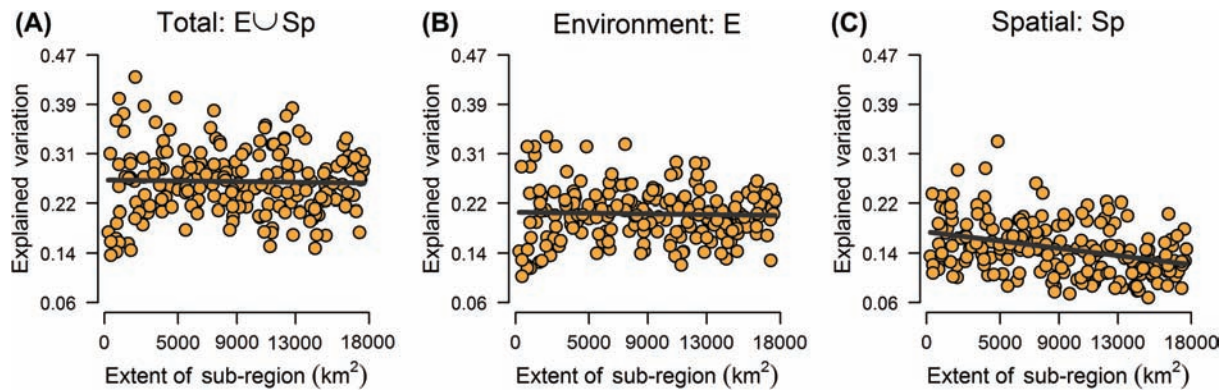 (A) Total: E∪Sp
Explained variation
0.47
0.39
0.31
0.22
0.14
0.06
0 5000 9000 13000 18000
Extent of sub-region (km²)
(B) Environment: E
Explained variation
0.47
0.39
0.31
0.22
0.14
0.06
0 5000 9000 13000 18000
Extent of sub-region (km²)
(C) Spatial: Sp
Explained variation
0.47
0.39
0.31
0.22
0.14
0.06
0 5000 9000 13000 18000
Extent of sub-region (km²)